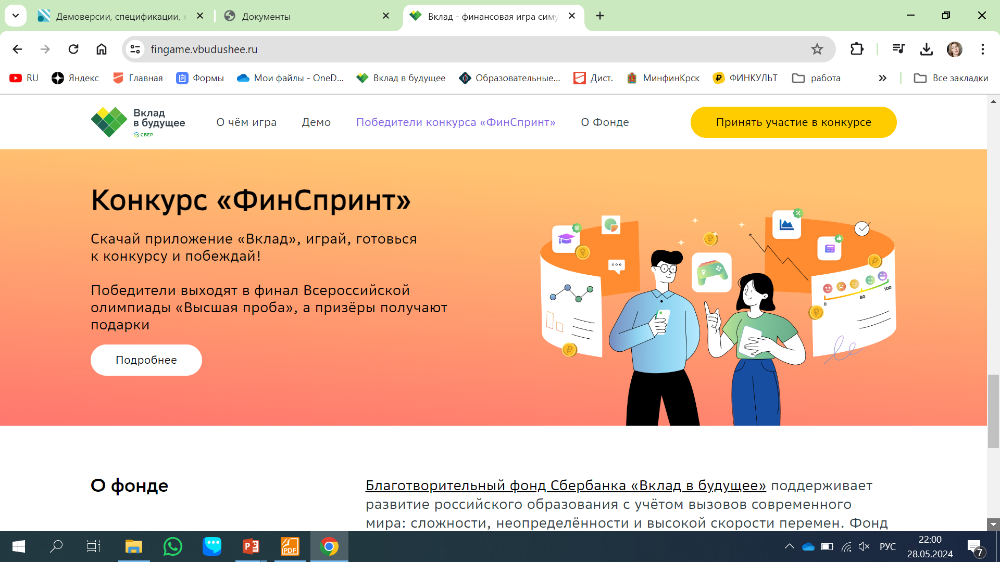 Демоверсии, спецификации, к
Документы
Вклад - финансовая игра симу
fingame.vbudushee.ru
RU
Яндекс
Главная
Формы
Мои файлы - OneD...
Вклад в будущее
Образовательные...
Дист.
МинфинКрск
ФИНКУЛЬТ
работа
Все закладки
Вклад
в будущее
СБЕР
О чём игра
Демо
Победители конкурса «ФинСпринт»
О Фонде
Принять участие в конкурсе
Конкурс «ФинСпринт»
Скачай приложение «Вклад», играй, готовься
к конкурсу и побеждай!
Победители выходят в финал Всероссийской
олимпиады «Высшая проба», а призёры получают
подарки
Подробнее
0
80
100
О фонде
Благотворительный фонд Сбербанка «Вклад в будущее» поддерживает
развитие российского образования с учётом вызовов современного
мира: сложности, неопределённости и высокой скорости перемен. Фонд
PDF
РУС
22:00
28.05.2024
7